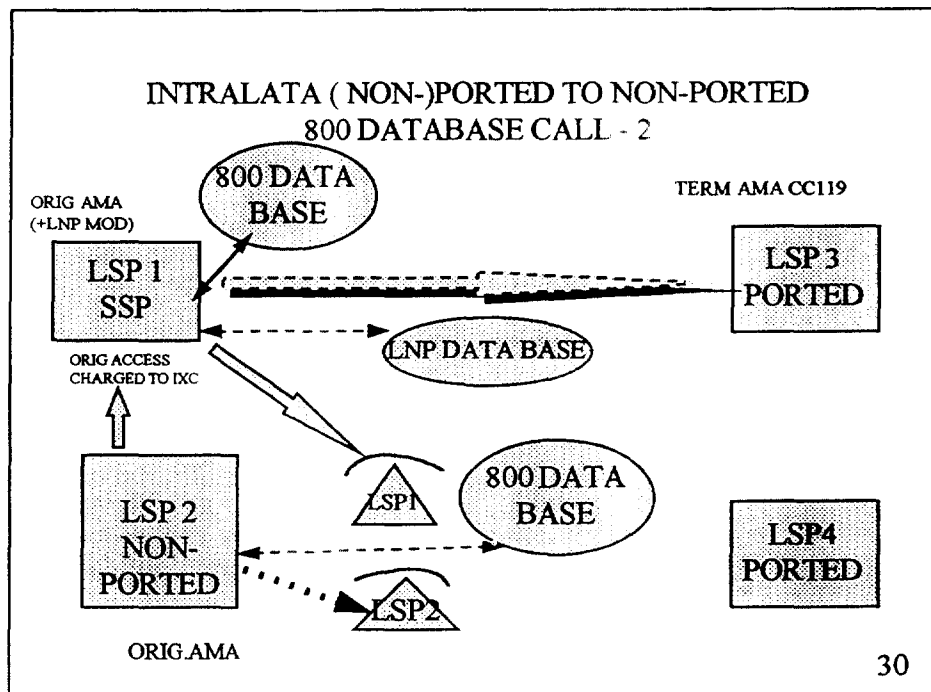 INTRALATA ( NON-)PORTED TO NON-PORTED
800 DATABASE CALL - 2
800 DATA
BASE
ORIG AMA
(+LNP MOD)
TERM AMA CC119
LSP 1
SSP
LSP 3
PORTED
LNP DATA BASE
ORIG ACCESS
CHARGED TO IXC
LSP 2
NON-
PORTED
LSP1
800 DATA
BASE
LSP4
PORTED
LSP2
ORIG.AMA
30